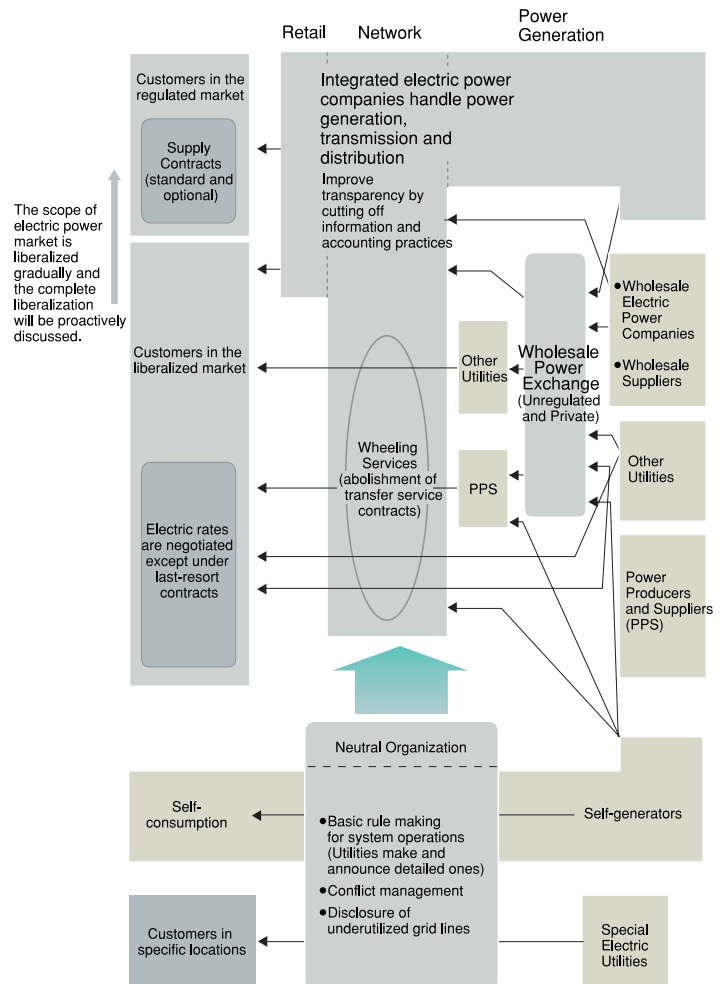 Retail
Network
Power
Generation
Customers in the
regulated market
Supply
Contracts
(standard and
optional)
Integrated electric power
companies handle power
generation,
transmission and
distribution
Improve
transparency by
cutting off
information and
accounting practices
The scope of
electric power
market is
liberalized
gradually and
the complete
liberalization
will be proactively
discussed.
Customers in the
liberalized market
Electric rates
are negotiated
except under
last-resort
contracts
Wheeling
Services
(abolishment of
transfer service
contracts)
Other
Utilities
PPS
Wholesale
Power
Exchange
(Unregulated
and Private)
●Wholesale
Electric
Power
Companies
●Wholesale
Suppliers
Other
Utilities
Power
Producers
and Suppliers
(PPS)
Neutral Organization
●Basic rule making
for system operations
(Utilities make and
announce detailed ones)
●Conflict management
●Disclosure of
underutilized grid lines
Self-
consumption
Self-generators
Customers in
specific locations
Special
Electric
Utilities